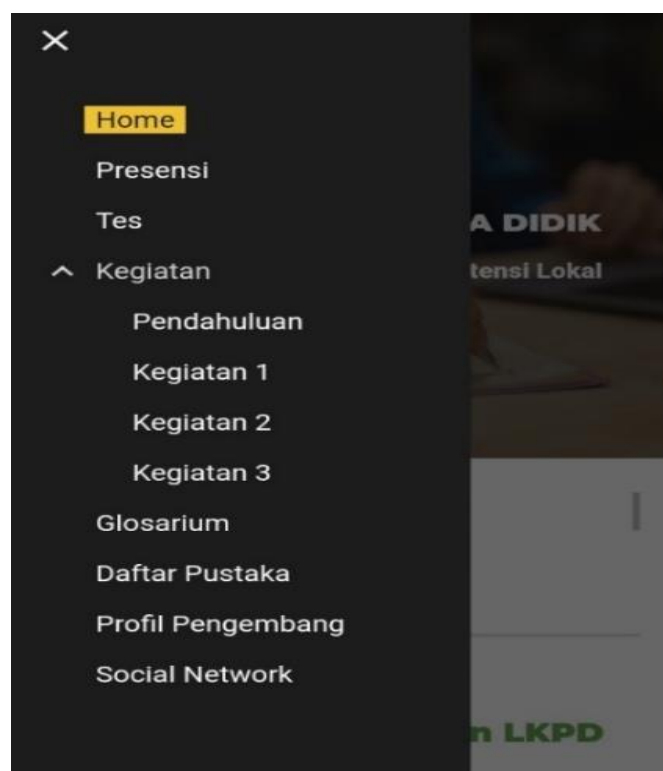 Home
Presensi
Tes
A DIDIK
Kegiatan
tensi Lokal
Pendahuluan
Kegiatan 1
Kegiatan 2
Kegiatan 3
Glosarium
Daftar Pustaka
Profil Pengembang
Social Network
n LKPD